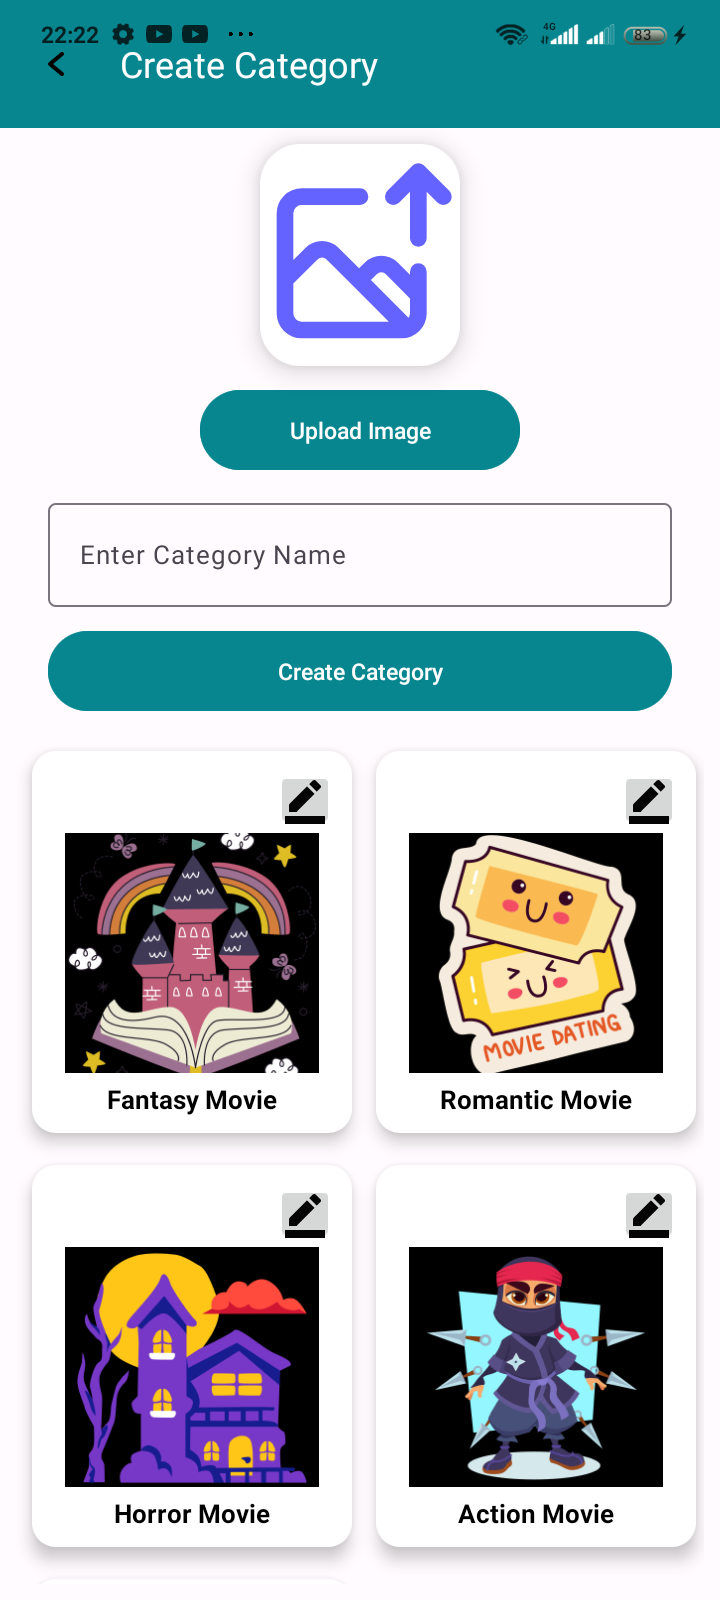 22:22
4G
83
Create Category
Upload Image
Enter Category Name
Create Category
MOVIE DATING
Fantasy Movie
Romantic Movie
Horror Movie
Action Movie